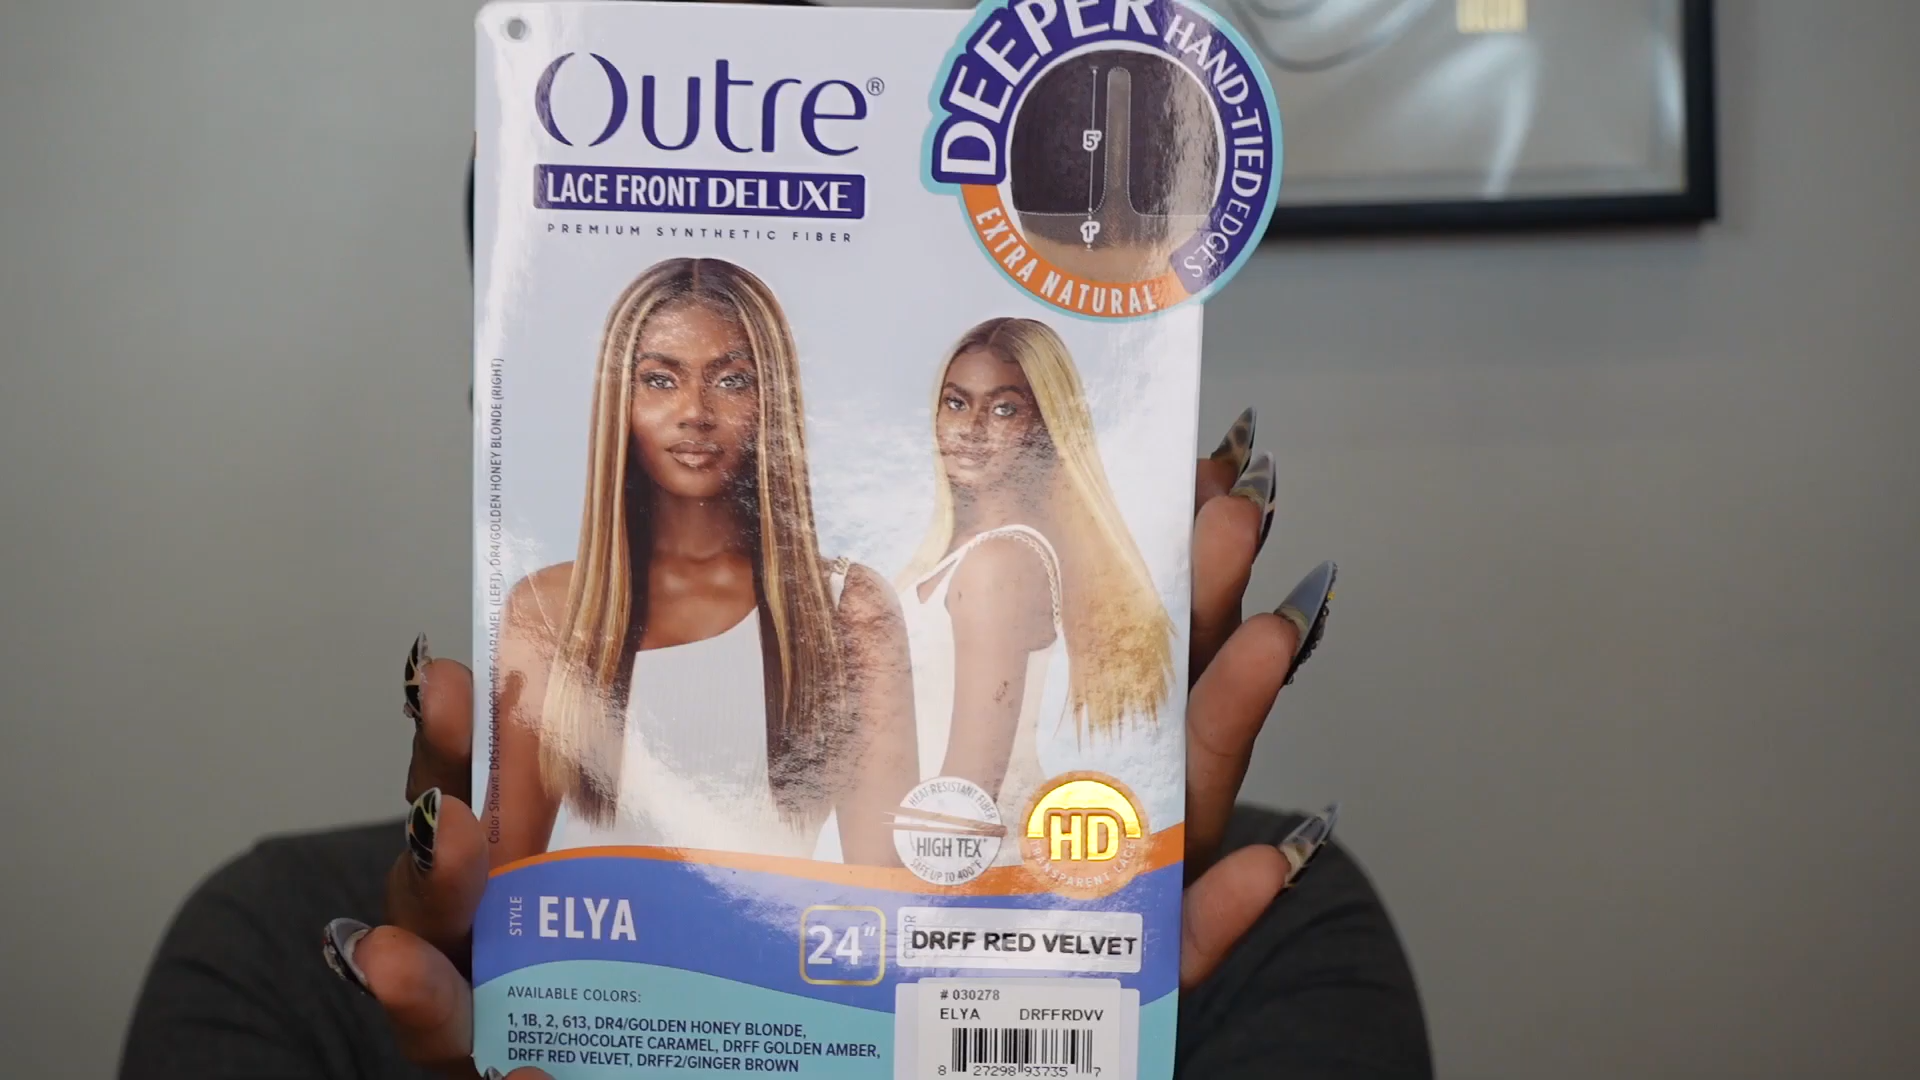 Outre®
LACE FRONT DELUXE
PREMIUM SYNTHETIC FIBER
DEEPER HAND-TIED EDGES
5"
1"
EXTRA NATURAL
Color Shown: DRST2/CHOCOLATE CARAMEL (LEFT), DR4/GOLDEN HONEY BLONDE (RIGHT)
HEAT RESISTANT FIBER
HIGH TEX
SAFE UP TO 400°F
HD
TRANSPARENT LACE
STYLE ELYA
24"
COLOR
DRFF RED VELVET
AVAILABLE COLORS:
1, 1B, 2, 613, DR4/GOLDEN HONEY BLONDE,
DRST2/CHOCOLATE CARAMEL, DRFF GOLDEN AMBER,
DRFF RED VELVET, DRFF2/GINGER BROWN
# 030278
ELYA DRFFRDVV
8 27298 93735 7